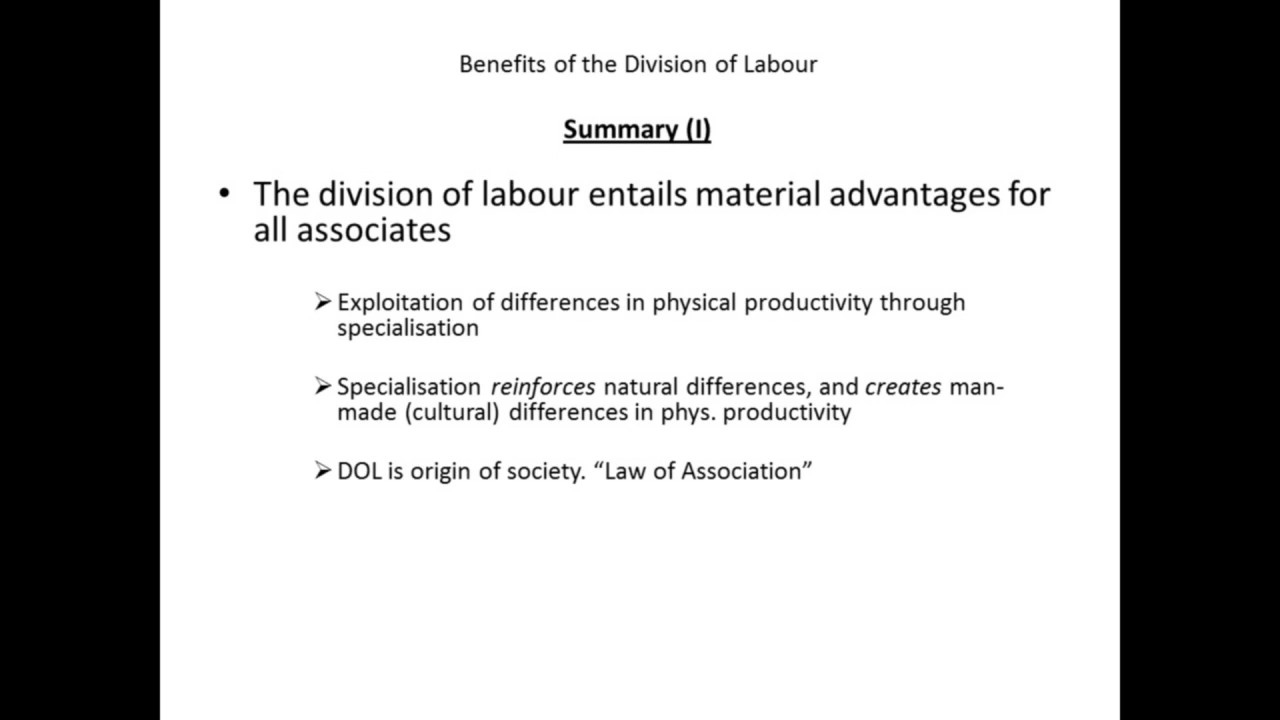 Benefits of the Division of Labour
Summary (I)
• The division of labour entails material advantages for
all associates
➢ Exploitation of differences in physical productivity through
specialisation
➢ Specialisation reinforces natural differences, and creates man-
made (cultural) differences in phys. productivity
➢ DOL is origin of society. “Law of Association”